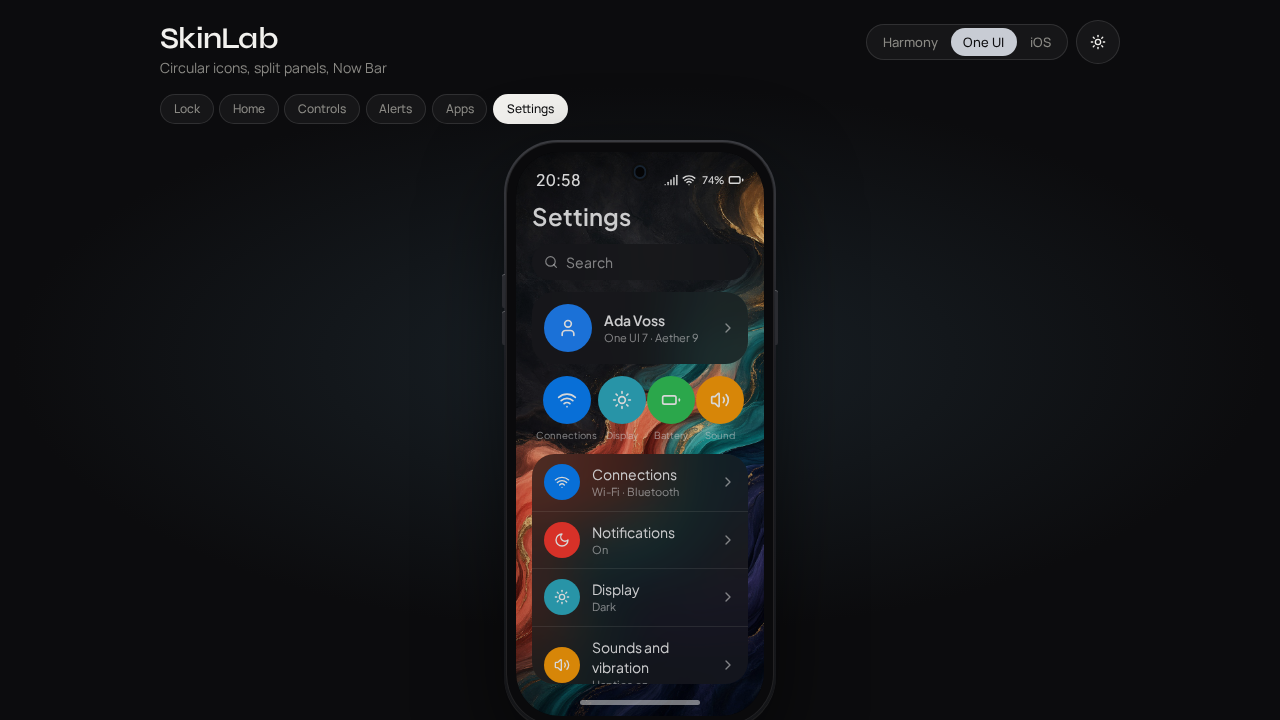 SkinLab
Circular icons, split panels, Now Bar
Harmony One UI iOS
Lock Home Controls Alerts Apps Settings
20:58 74%
Settings
Search
Ada Voss
One UI 7 · Aether 9
Connections Display Battery Sound
Connections
Wi-Fi · Bluetooth
Notifications
On
Display
Dark
Sounds and
vibration